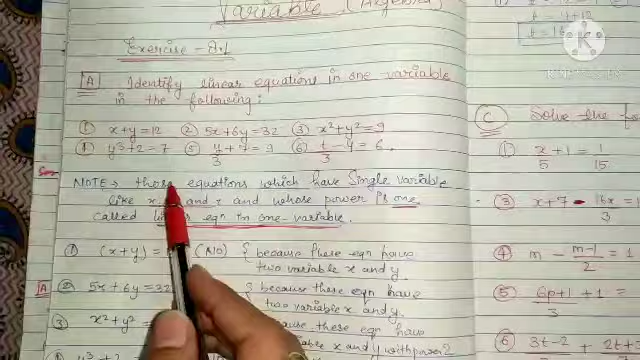 Variable (Algebra)
Exercise - 8.1
A Identify linear equations in one variable
in the following:
① x+y=12 ② 5x+6y=32 ③ x²+y²=9
④ y³+2=7 ⑤ y/3+7=9 ⑥ t/3-4=6.
NOTE → those equations which have single variable
like x and and whose power is one
called eqn in one-variable.
① (x+y)= (No) { because these eqn have
two variable x and y.
A ② 5x+6y=32 { because these eqn have
two variable x and y.
③ x²+y²= because these eqn have
variable x and y with power 2
④ y³+2
C Solve the
① x/5+1=1/15
③ x+7-16x
④ m-(m-1)/2=1
⑤ (6p+1)/3+1=
⑥ 3t-2 + 2t+
K
KINEMASTER